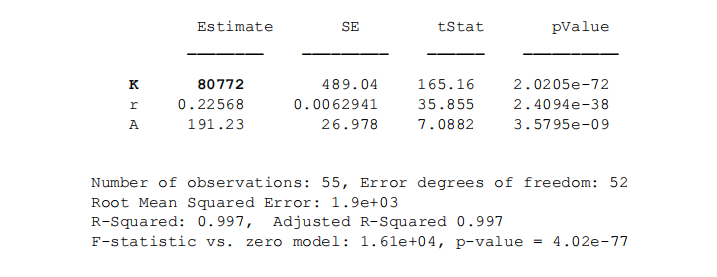 Estimate SE tStat pValue
K 80772 489.04 165.16 2.0205e-72
r 0.22568 0.0062941 35.855 2.4094e-38
A 191.23 26.978 7.0882 3.5795e-09
Number of observations: 55, Error degrees of freedom: 52
Root Mean Squared Error: 1.9e+03
R-Squared: 0.997, Adjusted R-Squared 0.997
F-statistic vs. zero model: 1.61e+04, p-value = 4.02e-77